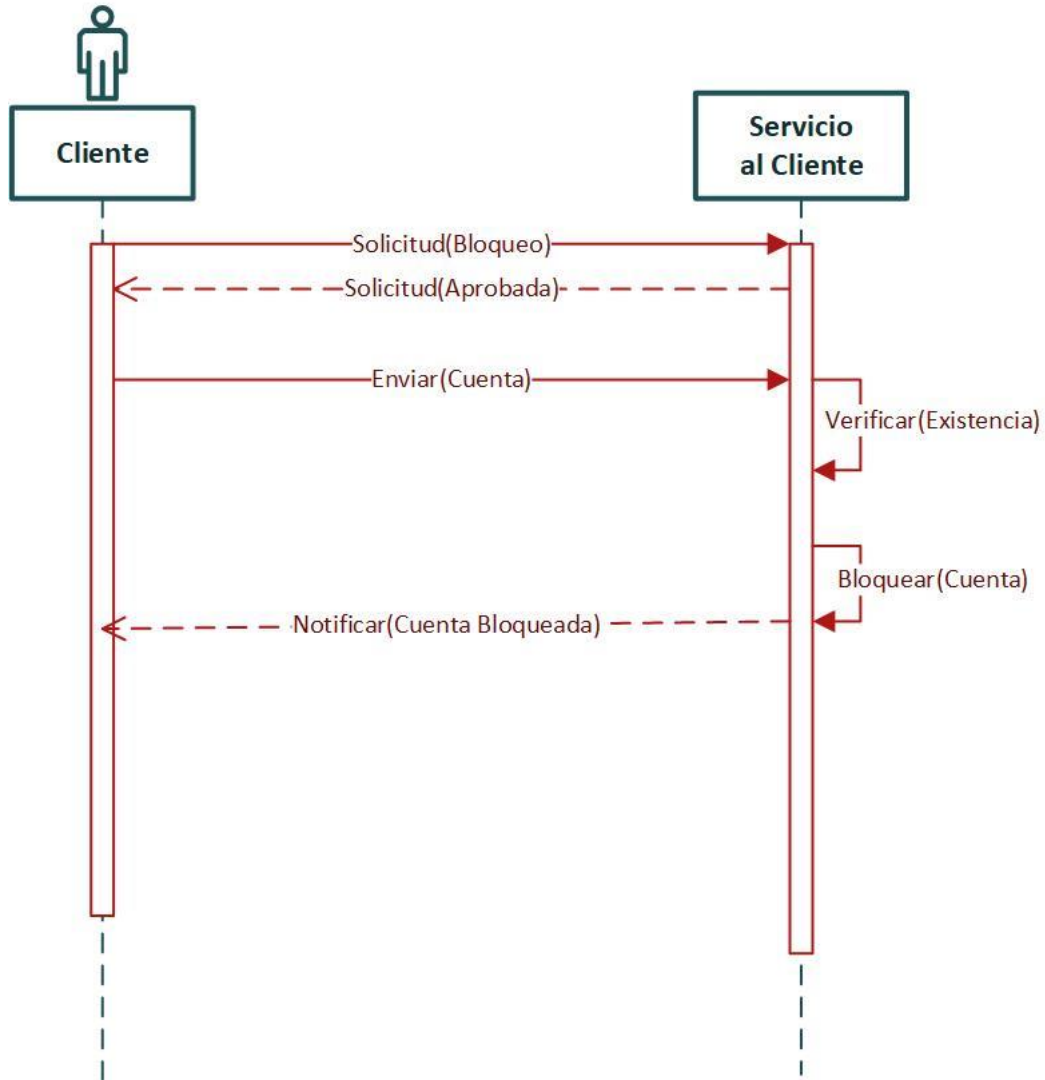 Cliente
Servicio
al Cliente
Solicitud(Bloqueo)
Solicitud(Aprobada)
Enviar(Cuenta)
Verificar(Existencia)
Bloquear(Cuenta)
Notificar(Cuenta Bloqueada)